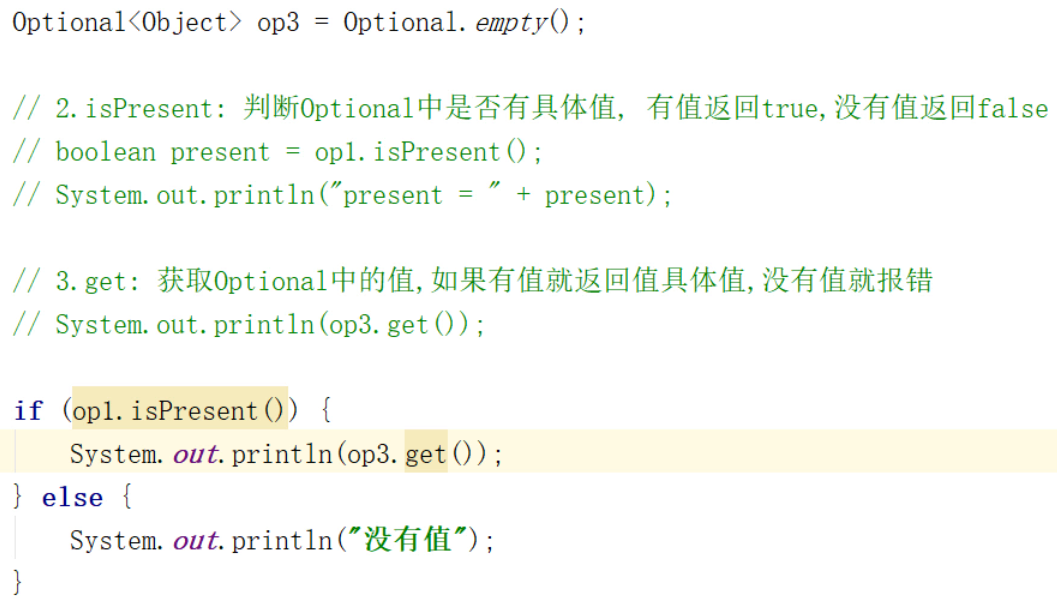 Optional<Object> op3 = Optional.empty();
// 2.isPresent: 判断Optional中是否有具体值, 有值返回true,没有值返回false
// boolean present = op1.isPresent();
// System.out.println("present = " + present);
// 3.get: 获取Optional中的值,如果有值就返回值具体值,没有值就报错
// System.out.println(op3.get());
if (op1.isPresent()) {
System.out.println(op3.get());
} else {
System.out.println("没有值");
}